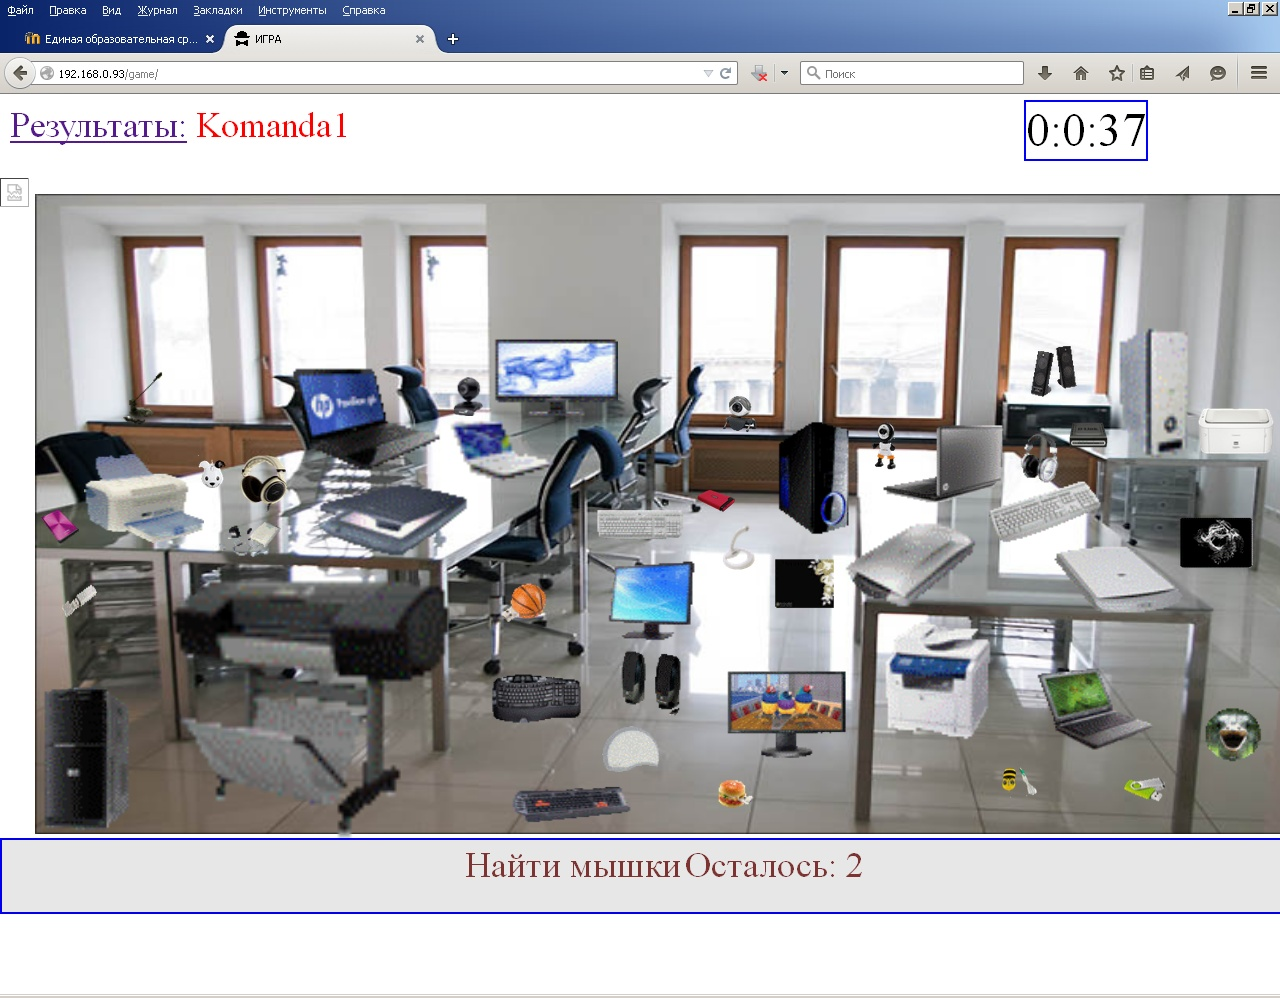 Файл Правка Вид Журнал Закладки Инструменты Справка
Единая образовательная ср...
ИГРА
192.168.0.93/game/
Поиск
Результаты: Komanda1
0:0:37
hp
Найти мышки Осталось: 2